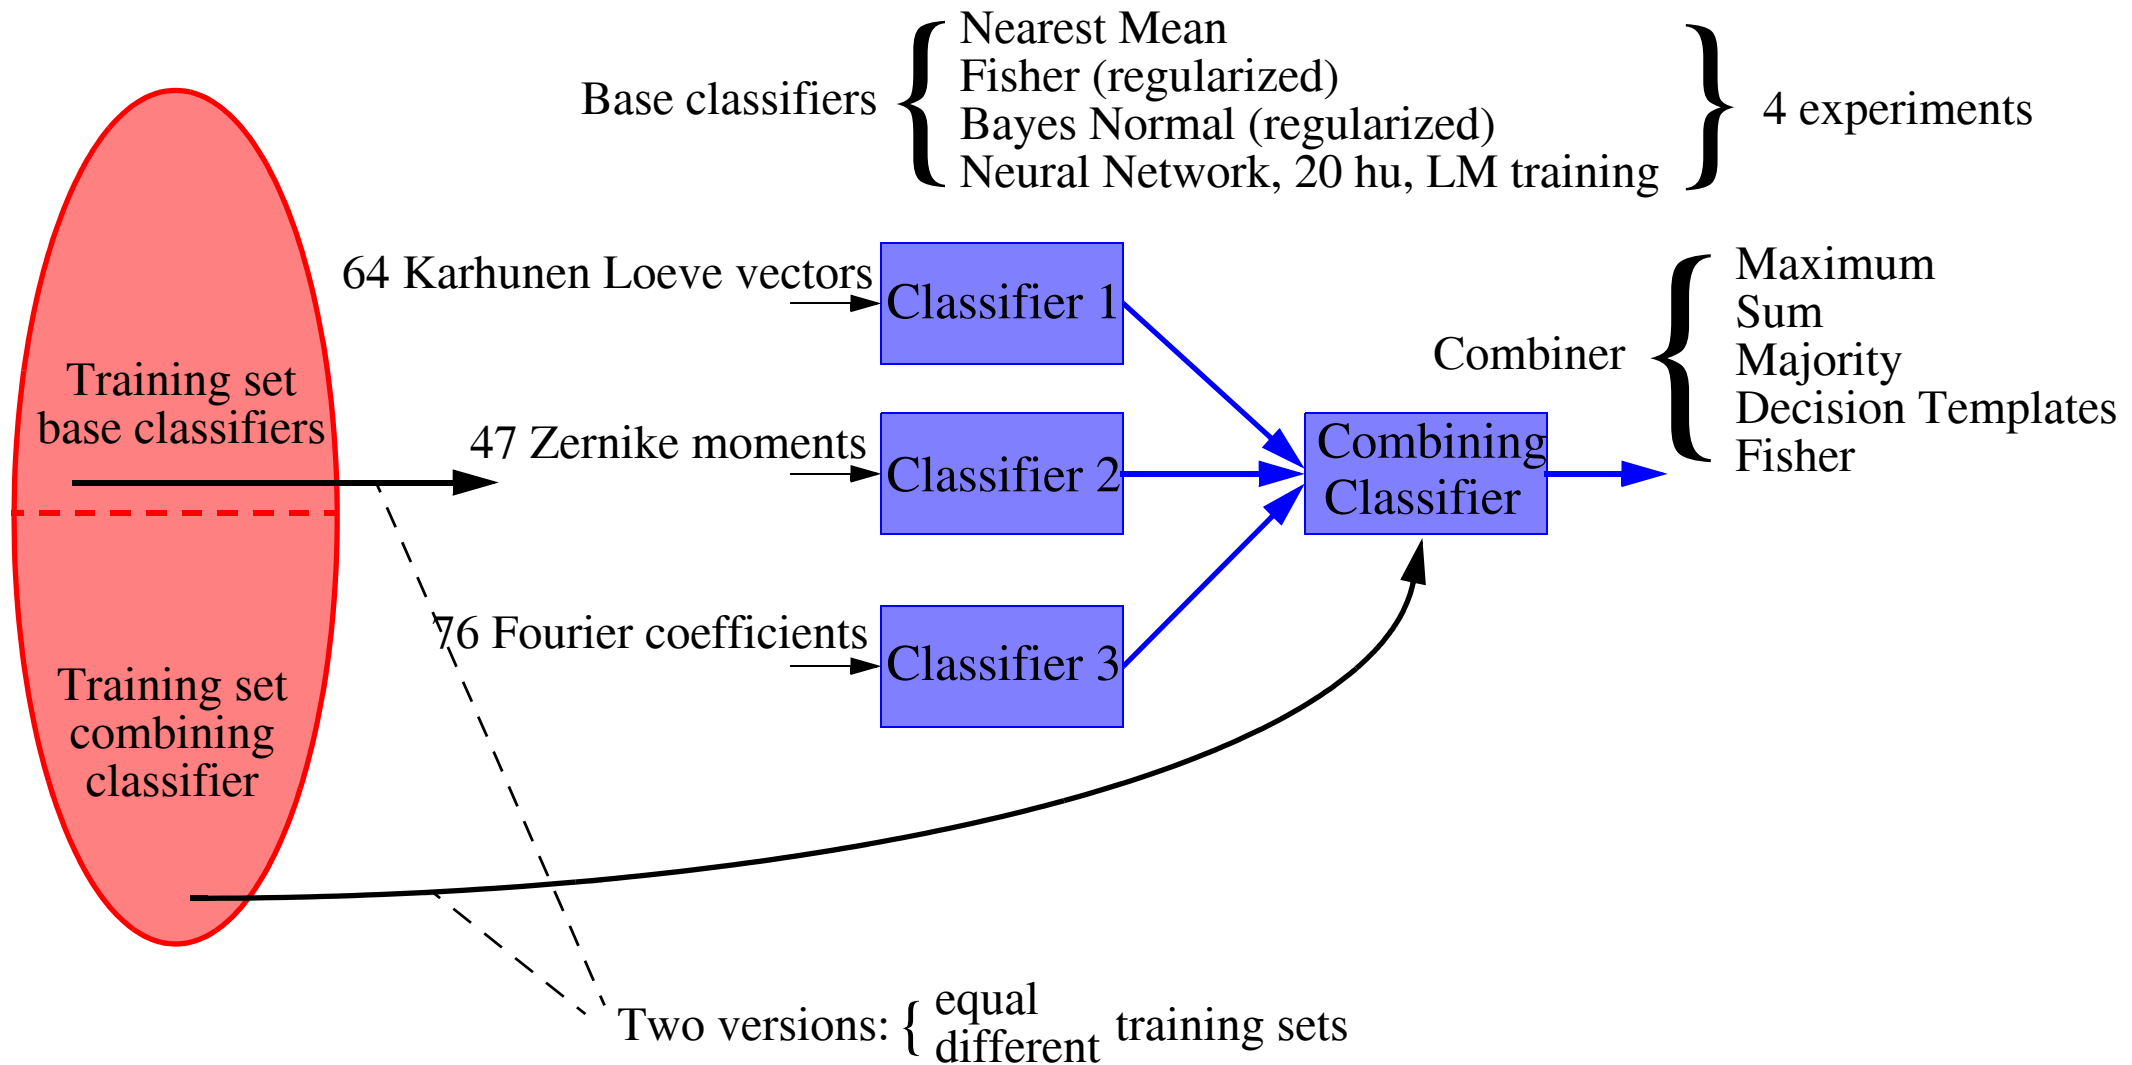 Base classifiers
Nearest Mean
Fisher (regularized)
Bayes Normal (regularized)
Neural Network, 20 hu, LM training
4 experiments
64 Karhunen Loeve vectors
Classifier 1
Combiner
Maximum
Sum
Majority
Decision Templates
Fisher
Training set
base classifiers
47 Zernike moments
Classifier 2
Combining
Classifier
76 Fourier coefficients
Classifier 3
Training set
combining
classifier
Two versions:
equal
different
training sets